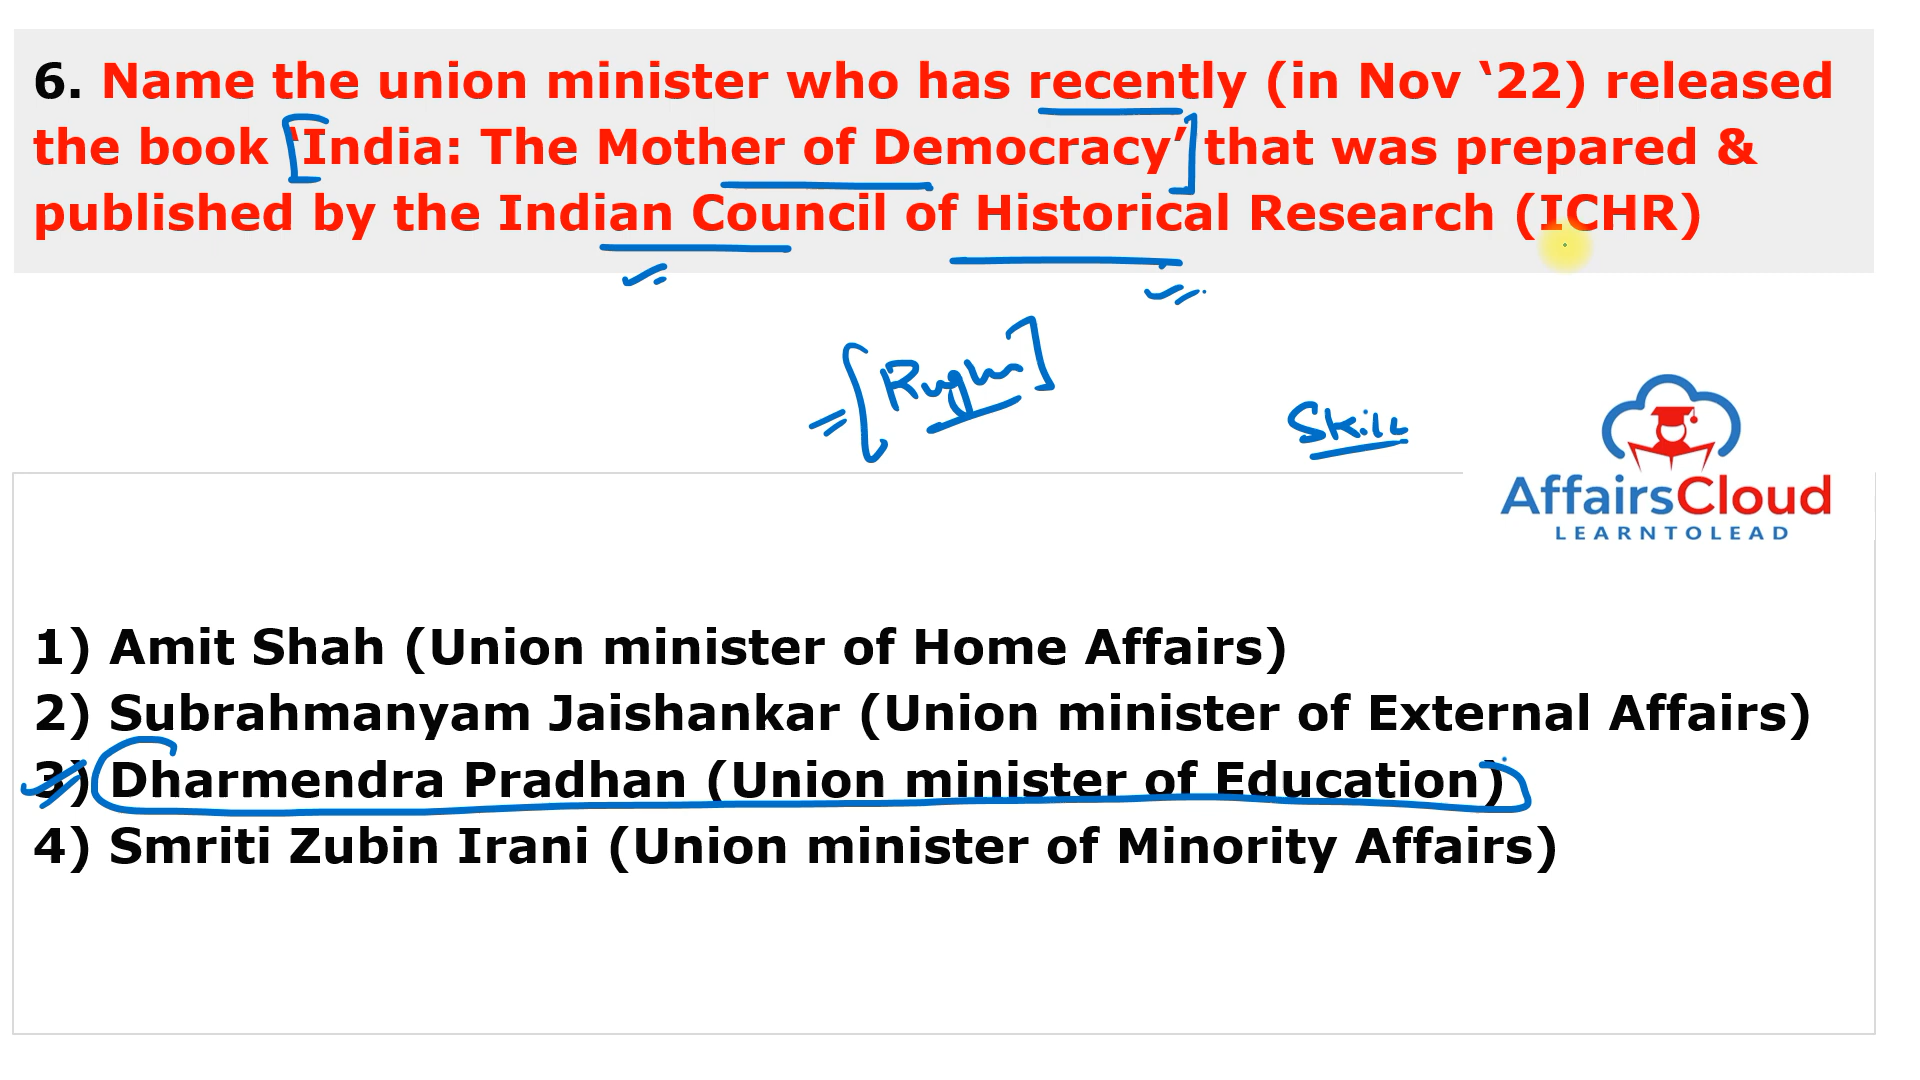 6. Name the union minister who has recently (in Nov ‘22) released
the book ‘India: The Mother of Democracy’ that was prepared &
published by the Indian Council of Historical Research (ICHR)
Skill
AffairsCloud
LEARNTOLEAD
1) Amit Shah (Union minister of Home Affairs)
2) Subrahmanyam Jaishankar (Union minister of External Affairs)
3) Dharmendra Pradhan (Union minister of Education)
4) Smriti Zubin Irani (Union minister of Minority Affairs)